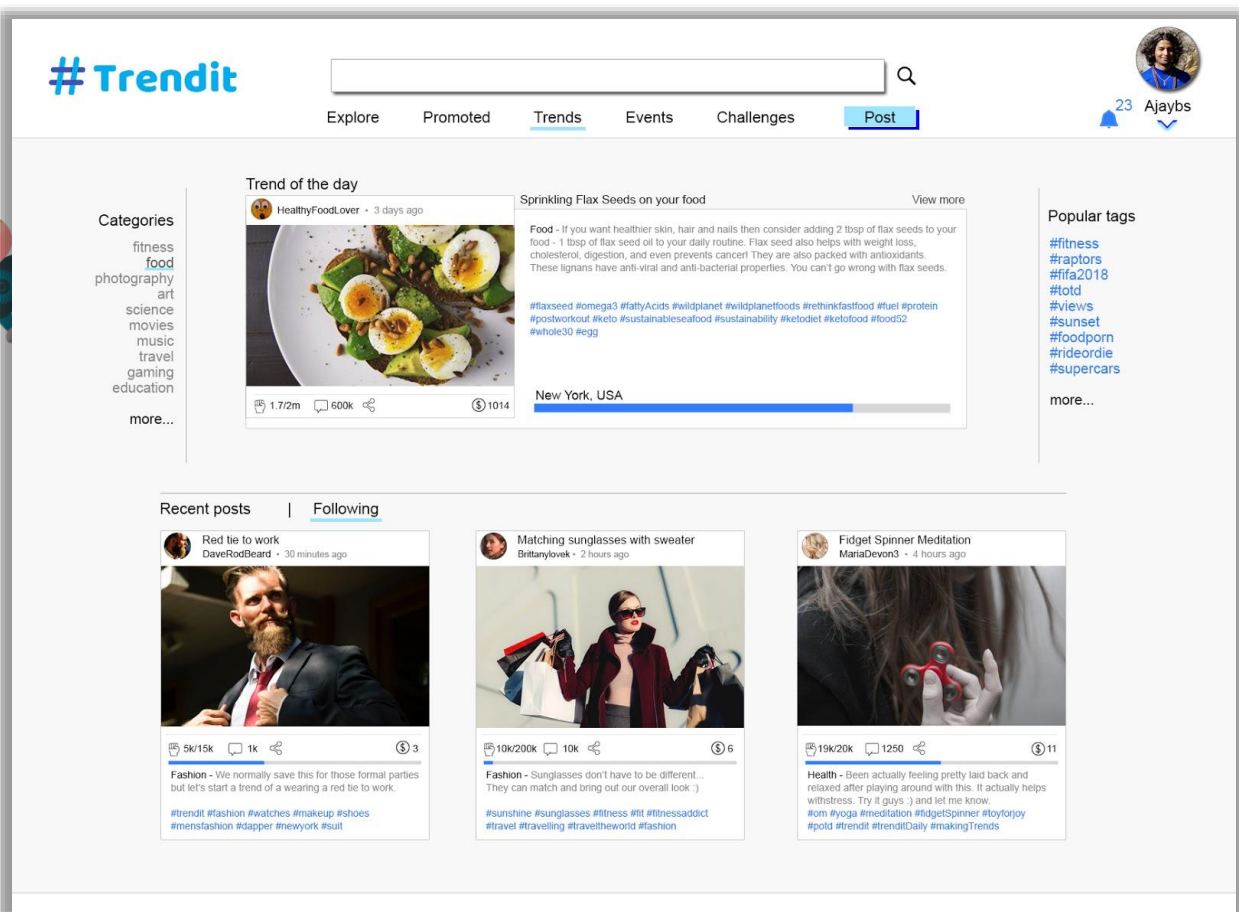 # Trendit
Explore Promoted Trends Events Challenges Post
23 Ajaybs
Categories
fitness
food
photography
art
science
movies
music
travel
gaming
education
more...
Trend of the day
HealthyFoodLover • 3 days ago
1.7/2m 600k $ 1014
Sprinkling Flax Seeds on your food View more
Food - If you want healthier skin, hair and nails then consider adding 2 tbsp of flax seeds to your
food - 1 tbsp of flax seed oil to your daily routine. Flax seed also helps with weight loss,
cholesterol, digestion, and even prevents cancer! They are also packed with antioxidants.
These lignans have anti-viral and anti-bacterial properties. You can't go wrong with flax seeds.
#flaxseed #omega3 #fattyAcids #wildplanet #wildplanetfoods #rethinkfastfood #fuel #protein
#postworkout #keto #sustainableseafood #sustainability #ketodiet #ketofood #food52
#whole30 #egg
New York, USA
Popular tags
#fitness
#raptors
#fifa2018
#totd
#views
#sunset
#foodporn
#rideordie
#supercars
more...
Recent posts | Following
Red tie to work
DaveRodBeard • 30 minutes ago
5k/15k 1k $ 3
Fashion - We normally save this for those formal parties
but let's start a trend of a wearing a red tie to work.
#trendit #fashion #watches #makeup #shoes
#mensfashion #dapper #newyork #suit
Matching sunglasses with sweater
Brittanylovek • 2 hours ago
10k/200k 10k $ 6
Fashion - Sunglasses don't have to be different...
They can match and bring out our overall look :)
#sunshine #sunglasses #fitness #fit #fitnessaddict
#travel #travelling #traveltheworld #fashion
Fidget Spinner Meditation
MariaDevon3 • 4 hours ago
19k/20k 1250 $ 11
Health - Been actually feeling pretty laid back and
relaxed after playing around with this. It actually helps
withstress. Try it guys :) and let me know.
#om #yoga #meditation #fidgetSpinner #toyforjoy
#potd #trendit #trenditDaily #makingTrends